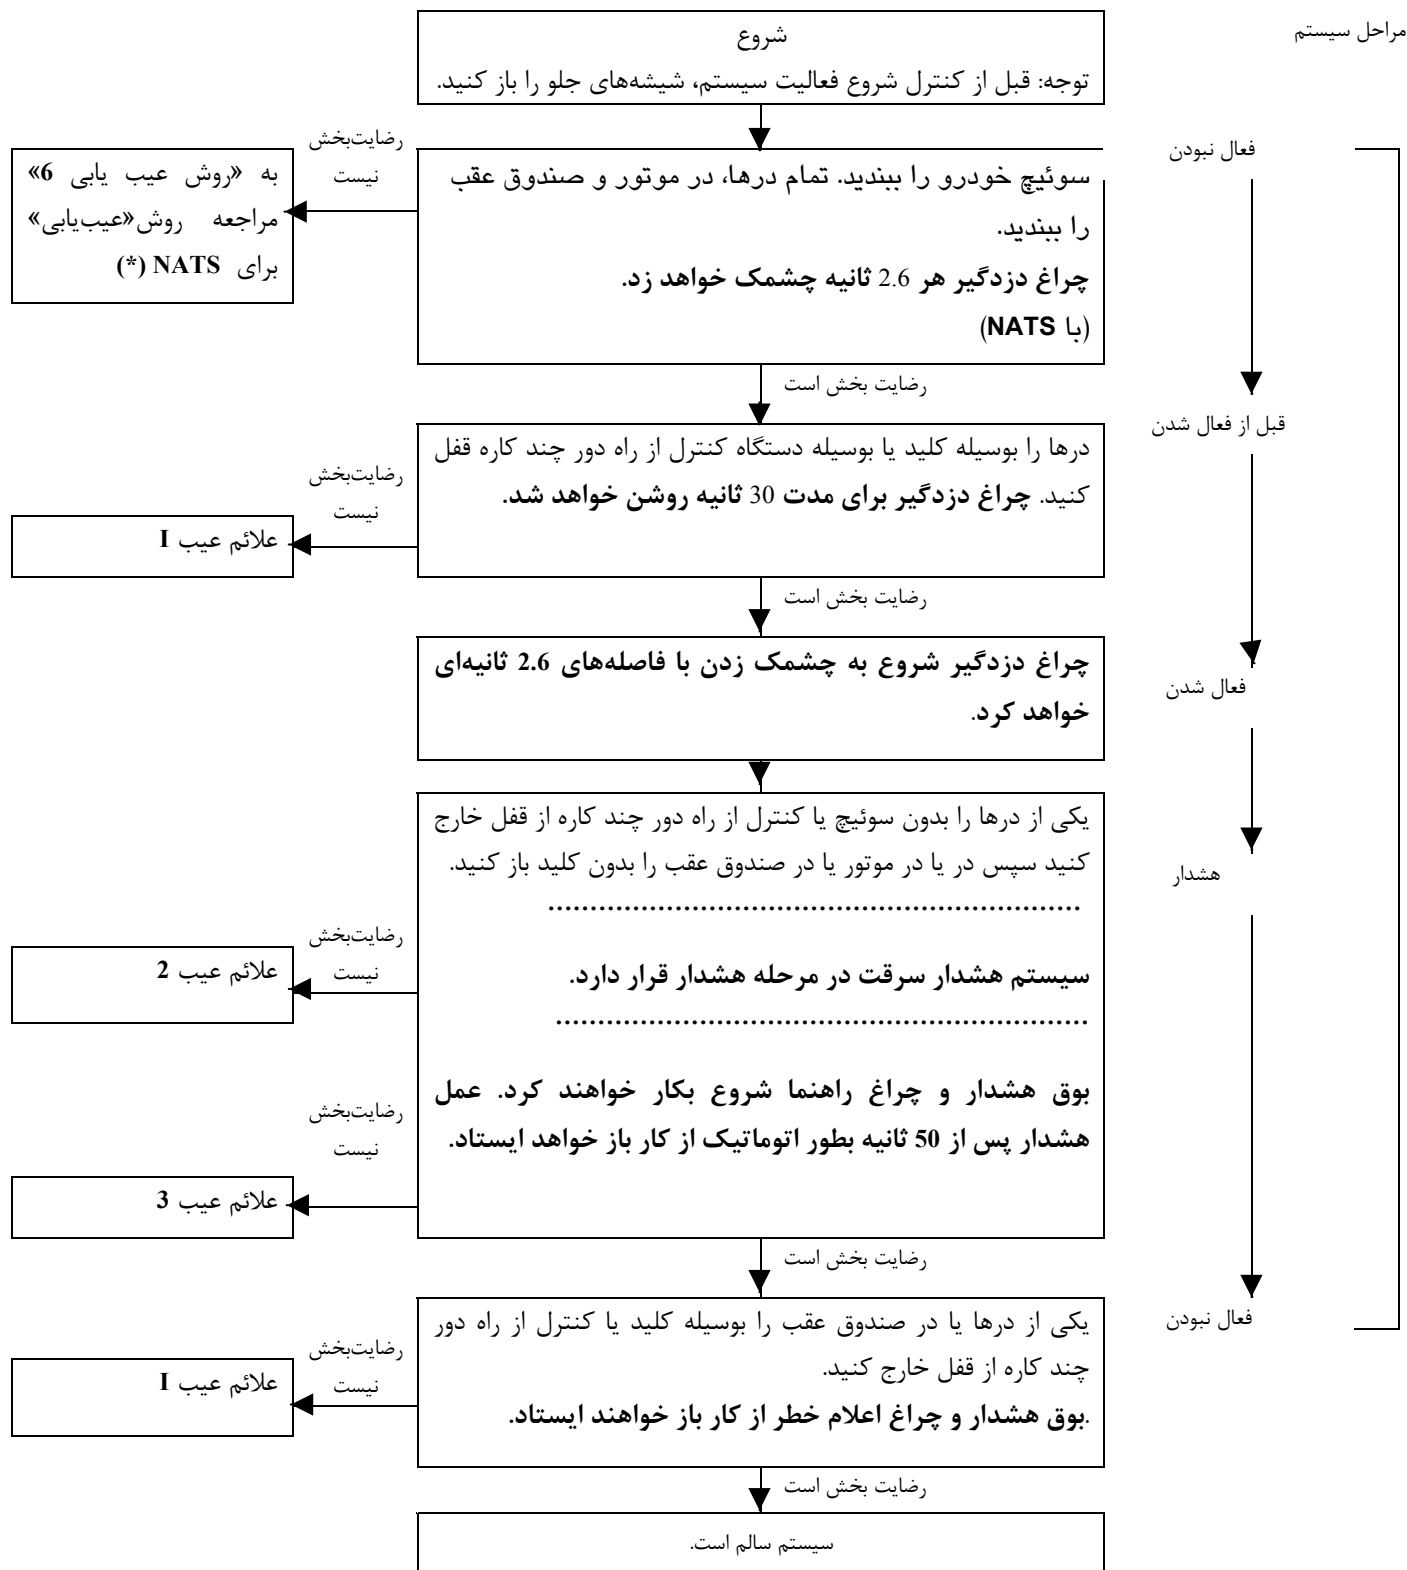 مراحل سیستم
شروع
توجه: قبل از کنترل شروع فعالیت سیستم، شیشه‌های جلو را باز کنید.
فعال نبودن
سوئیچ خودرو را ببندید. تمام درها، در موتور و صندوق عقب
را ببندید.
چراغ دزدگیر هر 2.6 ثانیه چشمک خواهد زد.
(با NATS)
رضایت‌بخش
نیست
به «روش عیب یابی 6»
مراجعه روش«عیب‌یابی»
برای NATS (*)
رضایت بخش است
قبل از فعال شدن
درها را بوسیله کلید یا بوسیله دستگاه کنترل از راه دور چند کاره قفل
کنید. چراغ دزدگیر برای مدت 30 ثانیه روشن خواهد شد.
رضایت‌بخش
نیست
علائم عیب I
رضایت بخش است
فعال شدن
چراغ دزدگیر شروع به چشمک زدن با فاصله‌های 2.6 ثانیه‌ای
خواهد کرد.
هشدار
یکی از درها را بدون سوئیچ یا کنترل از راه دور چند کاره از قفل خارج
کنید سپس در یا در موتور یا در صندوق عقب را بدون کلید باز کنید.
...............................................................
سیستم هشدار سرقت در مرحله هشدار قرار دارد.
...............................................................
بوق هشدار و چراغ راهنما شروع بکار خواهند کرد. عمل
هشدار پس از 50 ثانیه بطور اتوماتیک از کار باز خواهد ایستاد.
رضایت‌بخش
نیست
علائم عیب 2
رضایت‌بخش
نیست
علائم عیب 3
رضایت بخش است
فعال نبودن
یکی از درها یا در صندوق عقب را بوسیله کلید یا کنترل از راه دور
چند کاره از قفل خارج کنید.
.بوق هشدار و چراغ اعلام خطر از کار باز خواهند ایستاد.
رضایت‌بخش
نیست
علائم عیب I
رضایت بخش است
سیستم سالم است.